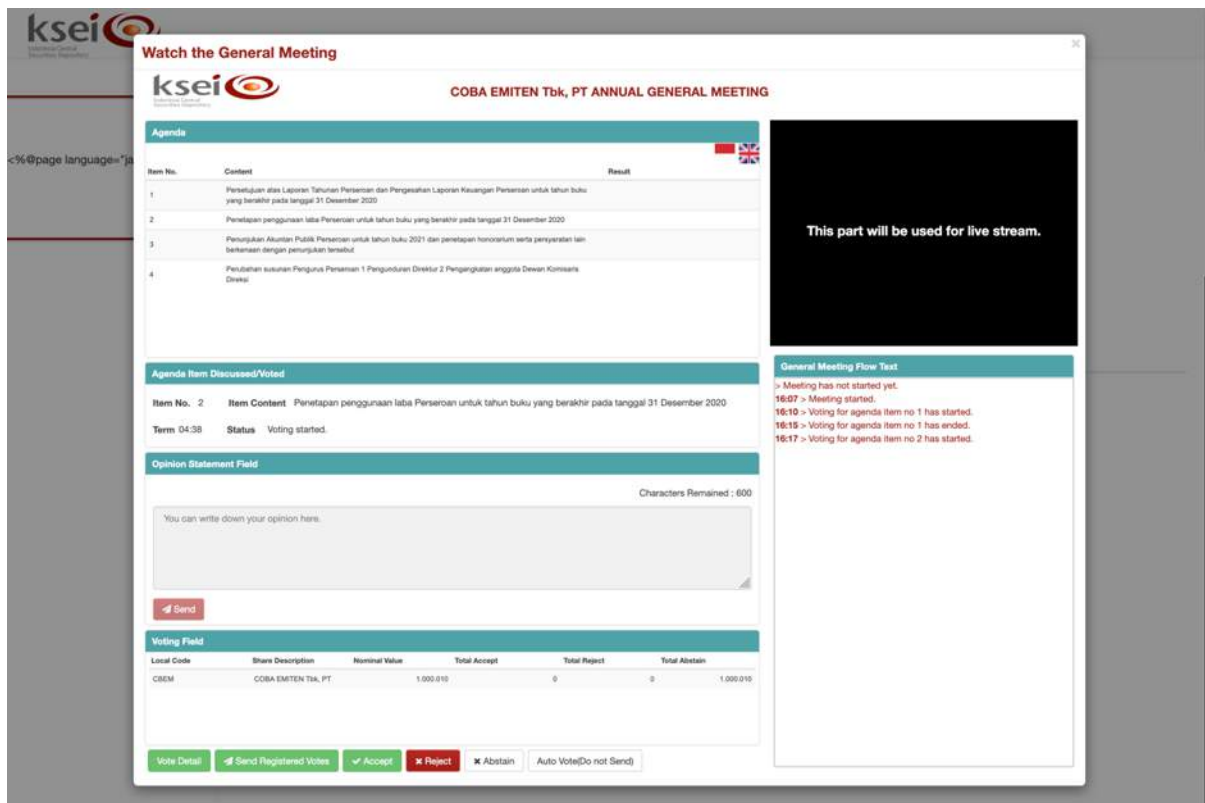 ksei
Indonesia Central
Securities Depository
<%@page language="ja
Watch the General Meeting
×
ksei
Indonesia Central
Securities Depository
COBA EMITEN Tbk, PT ANNUAL GENERAL MEETING
Agenda
Item No. Content Result
1 Persetujuan atas Laporan Tahunan Perseroan dan Pengesahan Laporan Keuangan Perseroan untuk tahun buku
yang berakhir pada tanggal 31 Desember 2020
2 Penetapan penggunaan laba Perseroan untuk tahun buku yang berakhir pada tanggal 31 Desember 2020
3 Penunjukan Akuntan Publik Perseroan untuk tahun buku 2021 dan penetapan honorarium serta persyaratan lain
berkenaan dengan penunjukan tersebut
4 Perubahan susunan Pengurus Perseroan 1 Pengunduran Direktur 2 Pengangkatan anggota Dewan Komisaris
Direksi
This part will be used for live stream.
Agenda Item Discussed/Voted
Item No. 2 Item Content Penetapan penggunaan laba Perseroan untuk tahun buku yang berakhir pada tanggal 31 Desember 2020
Term 04:38 Status Voting started.
General Meeting Flow Text
> Meeting has not started yet.
16:07 > Meeting started.
16:10 > Voting for agenda item no 1 has started.
16:15 > Voting for agenda item no 1 has ended.
16:17 > Voting for agenda item no 2 has started.
Opinion Statement Field
Characters Remained : 600
You can write down your opinion here.
Send
Voting Field
Local Code Share Description Nominal Value Total Accept Total Reject Total Abstain
CBEM COBA EMITEN Tbk, PT 1.000.010 0 0 1.000.010
Vote Detail Send Registered Votes Accept Reject Abstain Auto Vote(Do not Send)